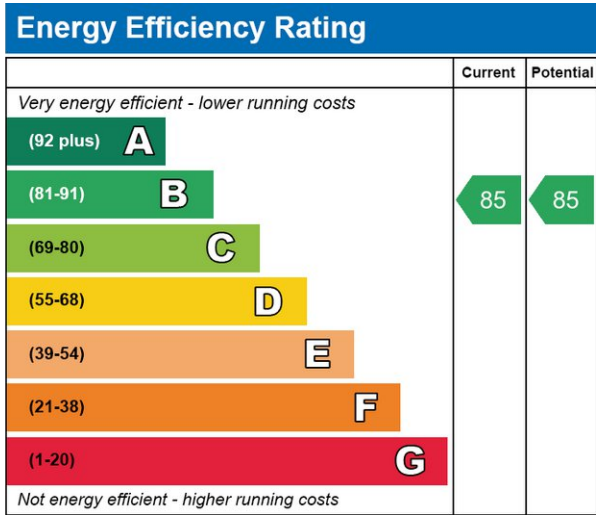 Energy Efficiency Rating
Current Potential
Very energy efficient - lower running costs
(92 plus) A
(81-91) B 85 85
(69-80) C
(55-68) D
(39-54) E
(21-38) F
(1-20) G
Not energy efficient - higher running costs